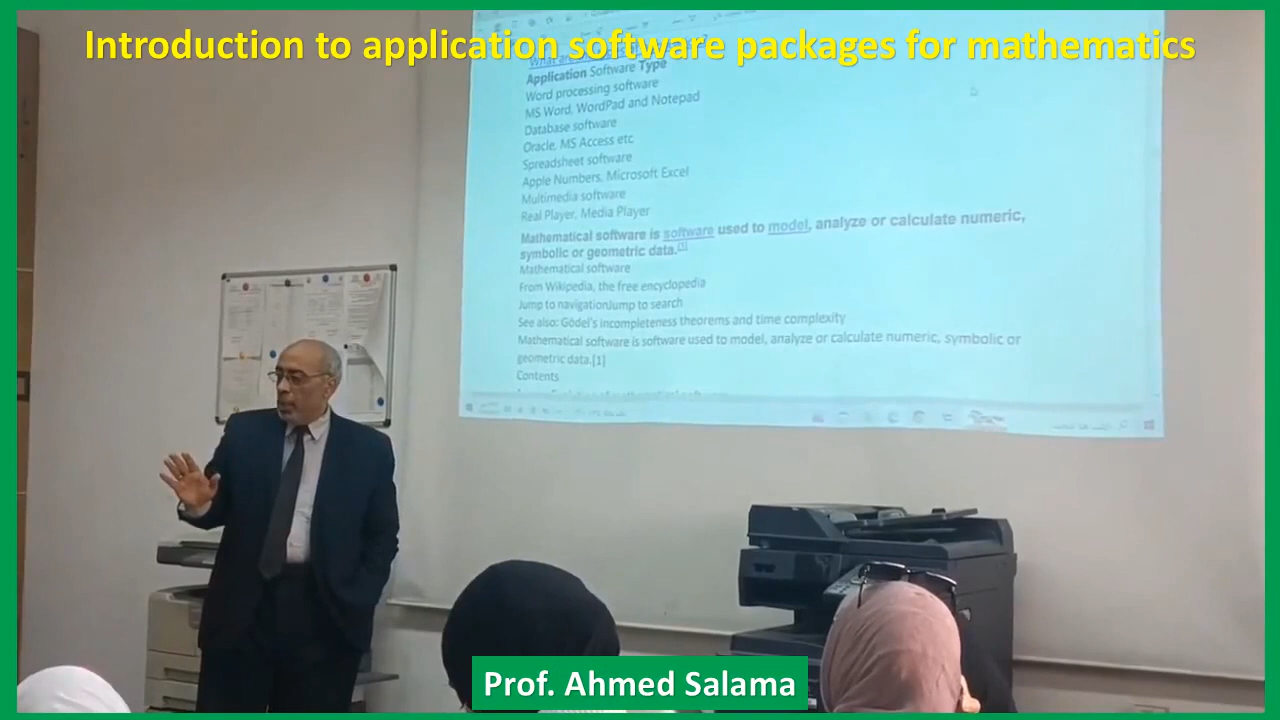 Introduction to application software packages for mathematics
What are
Application Software Type
Word processing software
MS Word, WordPad and Notepad
Database software
Oracle, MS Access etc
Spreadsheet software
Apple Numbers, Microsoft Excel
Multimedia software
Real Player, Media Player
Mathematical software is software used to model, analyze or calculate numeric,
symbolic or geometric data.[1]
Mathematical software
From Wikipedia, the free encyclopedia
Jump to navigationJump to search
See also: Gödel's incompleteness theorems and time complexity
Mathematical software is software used to model, analyze or calculate numeric, symbolic or
geometric data.[1]
Contents
Prof. Ahmed Salama